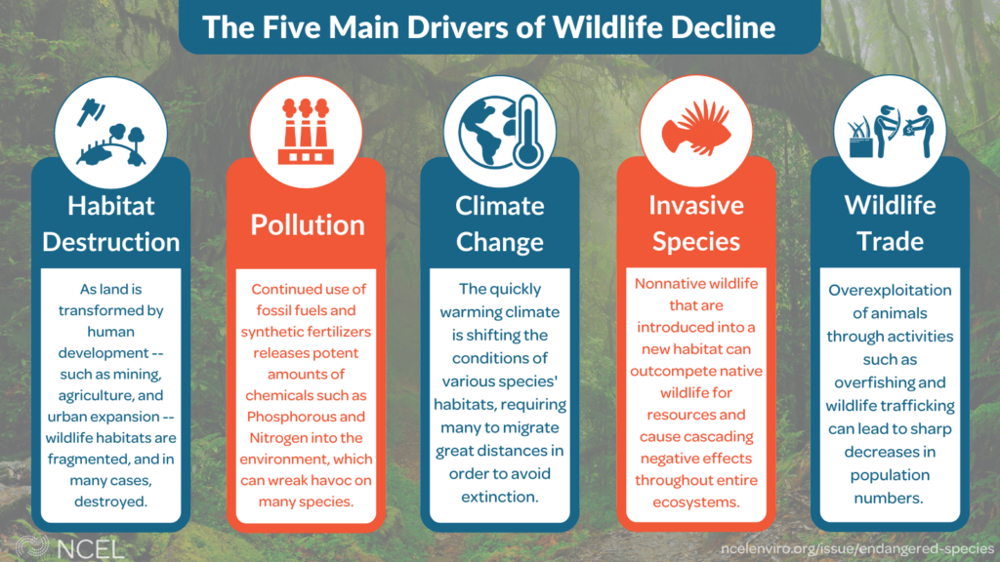 The Five Main Drivers of Wildlife Decline
Habitat
Destruction
As land is
transformed by
human
development --
such as mining,
agriculture, and
urban expansion --
wildlife habitats are
fragmented, and in
many cases,
destroyed.
Pollution
Continued use of
fossil fuels and
synthetic fertilizers
releases potent
amounts of
chemicals such as
Phosphorous and
Nitrogen into the
environment, which
can wreak havoc on
many species.
Climate
Change
The quickly
warming climate
is shifting the
conditions of
various species'
habitats, requiring
many to migrate
great distances in
order to avoid
extinction.
Invasive
Species
Nonnative wildlife
that are
introduced into a
new habitat can
outcompete native
wildlife for
resources and
cause cascading
negative effects
throughout entire
ecosystems.
$
Wildlife
Trade
Overexploitation
of animals
through activities
such as
overfishing and
wildlife trafficking
can lead to sharp
decreases in
population
numbers.
NCEL
ncelenviro.org/issue/endangered-species